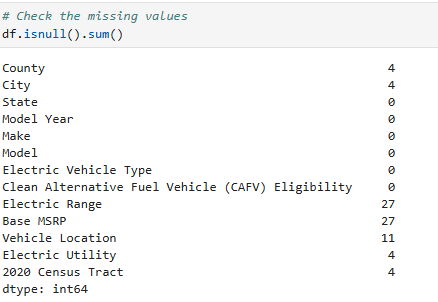 # Check the missing values
df.isnull().sum()
County 4
City 4
State 0
Model Year 0
Make 0
Model 0
Electric Vehicle Type 0
Clean Alternative Fuel Vehicle (CAFV) Eligibility 0
Electric Range 27
Base MSRP 27
Vehicle Location 11
Electric Utility 4
2020 Census Tract 4
dtype: int64